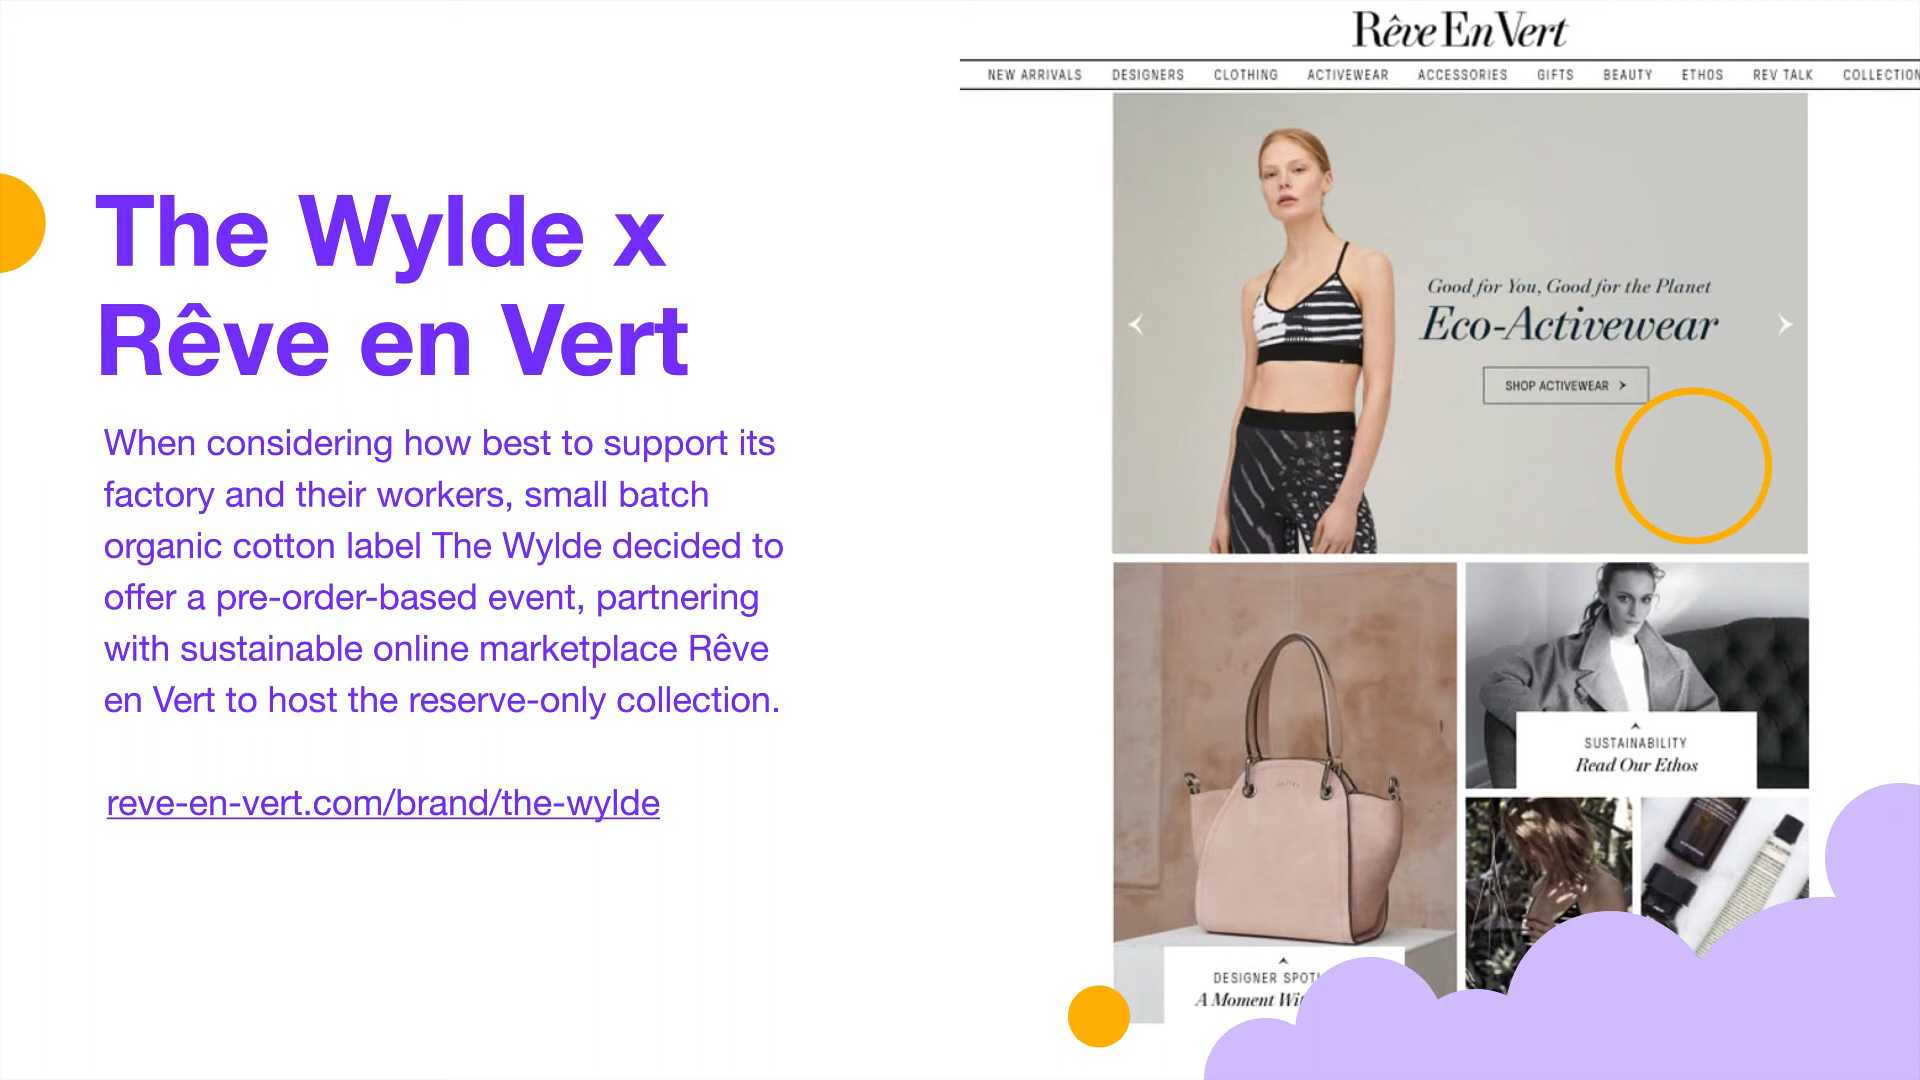 The Wylde x
Rêve en Vert
When considering how best to support its
factory and their workers, small batch
organic cotton label The Wylde decided to
offer a pre-order-based event, partnering
with sustainable online marketplace Rêve
en Vert to host the reserve-only collection.
reve-en-vert.com/brand/the-wylde
Rêve En Vert
NEW ARRIVALS DESIGNERS CLOTHING ACTIVEWEAR ACCESSORIES GIFTS BEAUTY ETHOS REV TALK COLLECTION
Good for You, Good for the Planet
Eco-Activewear
SHOP ACTIVEWEAR
SUSTAINABILITY
Read Our Ethos
DESIGNER
A Moment